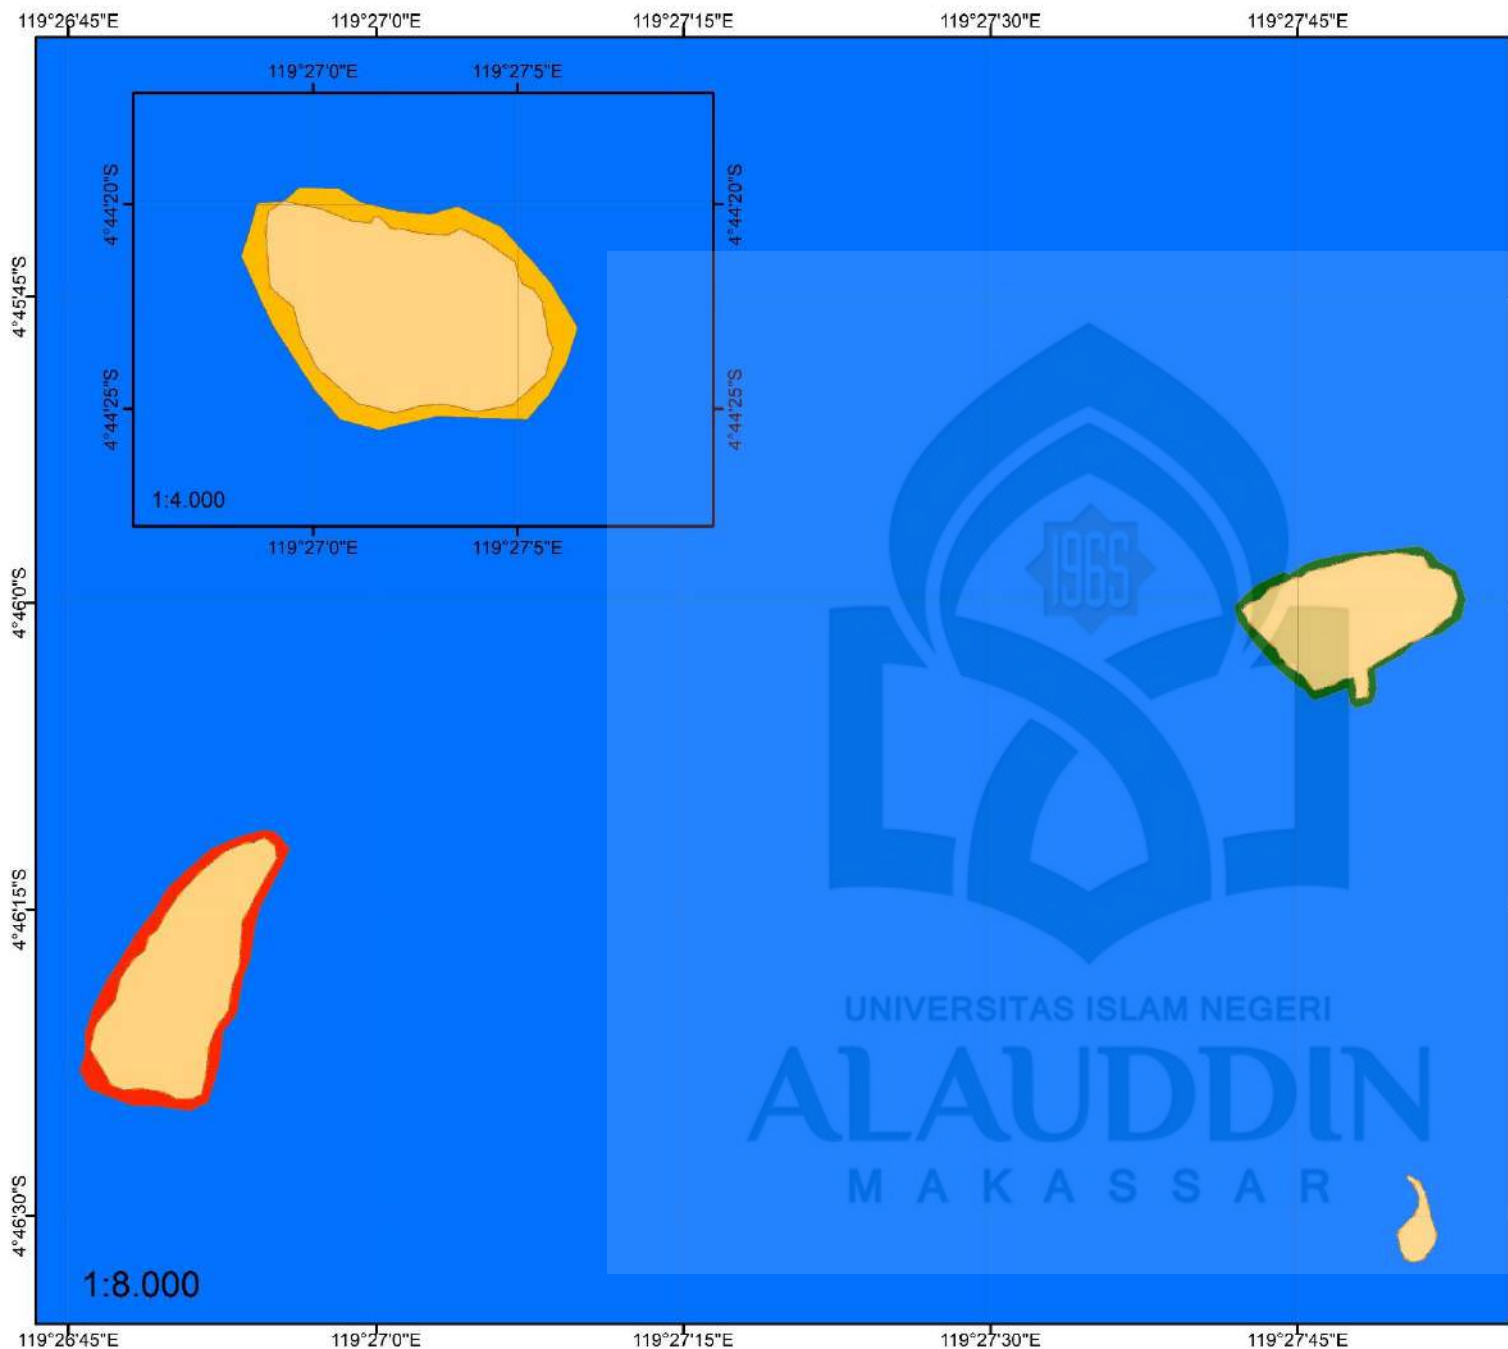 119°26'45"E 119°27'0"E 119°27'15"E 119°27'30"E 119°27'45"E
119°27'0"E 119°27'5"E
4°44'20"S 4°44'20"S
4°45'45"S
4°44'25"S 4°44'25"S
1:4.000
119°27'0"E 119°27'5"E
1965
4°46'0"S
4°46'15"S
UNIVERSITAS ISLAM NEGERI
ALAUDDIN
MAKASSAR
4°46'30"S
1:8.000
119°26'45"E 119°27'0"E 119°27'15"E 119°27'30"E 119°27'45"E